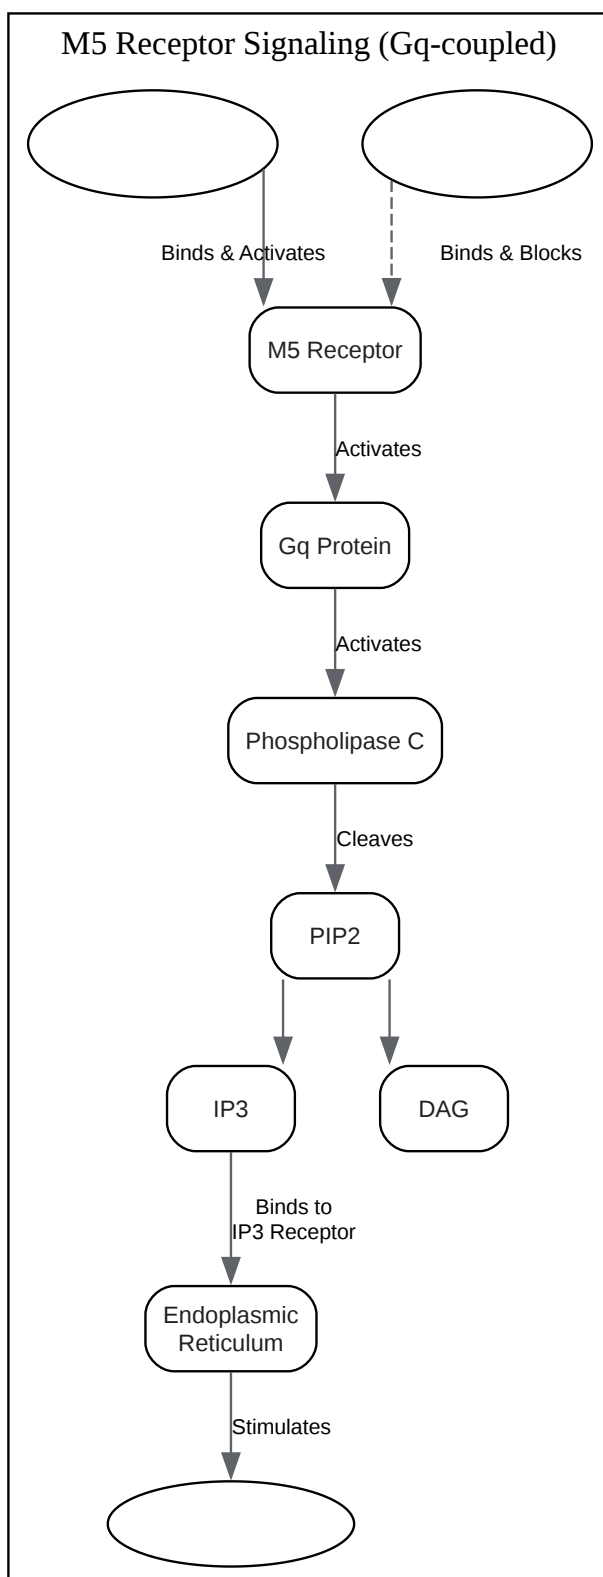 M5 Receptor Signaling (Gq-coupled)
Binds & Activates
Binds & Blocks
M5 Receptor
Activates
Gq Protein
Activates
Phospholipase C
Cleaves
PIP2
IP3
DAG
Binds to
IP3 Receptor
Endoplasmic
Reticulum
Stimulates